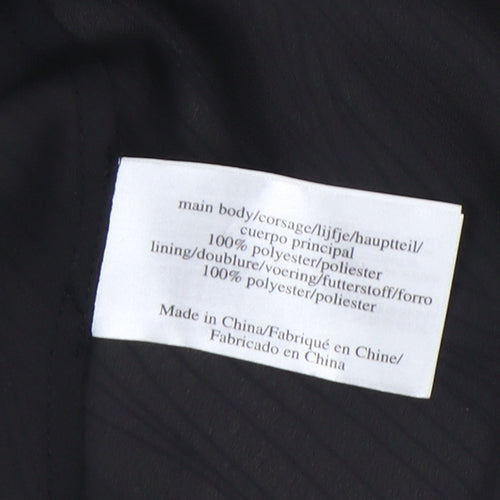 main body/corsage/lijfje/hauptteil/
cuerpo principal
100% polyester/poliester
lining/doublure/voering/futterstoff/forro
100% polyester/poliester
Made in China/Fabriqué en Chine/
Fabricado en China